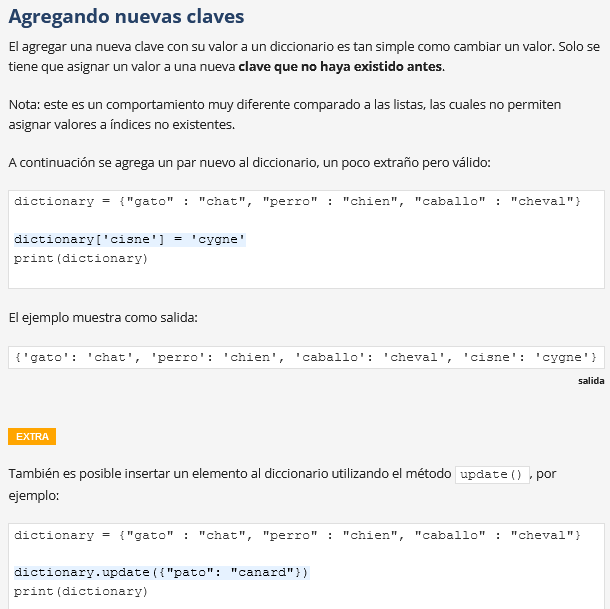 Agregando nuevas claves
El agregar una nueva clave con su valor a un diccionario es tan simple como cambiar un valor. Solo se
tiene que asignar un valor a una nueva clave que no haya existido antes.
Nota: este es un comportamiento muy diferente comparado a las listas, las cuales no permiten
asignar valores a índices no existentes.
A continuación se agrega un par nuevo al diccionario, un poco extraño pero válido:
dictionary = {"gato" : "chat", "perro" : "chien", "caballo" : "cheval"}
dictionary['cisne'] = 'cygne'
print(dictionary)
El ejemplo muestra como salida:
{'gato': 'chat', 'perro': 'chien', 'caballo': 'cheval', 'cisne': 'cygne'}
salida
EXTRA
También es posible insertar un elemento al diccionario utilizando el método update(), por
ejemplo:
dictionary = {"gato" : "chat", "perro" : "chien", "caballo" : "cheval"}
dictionary.update({"pato": "canard"})
print(dictionary)